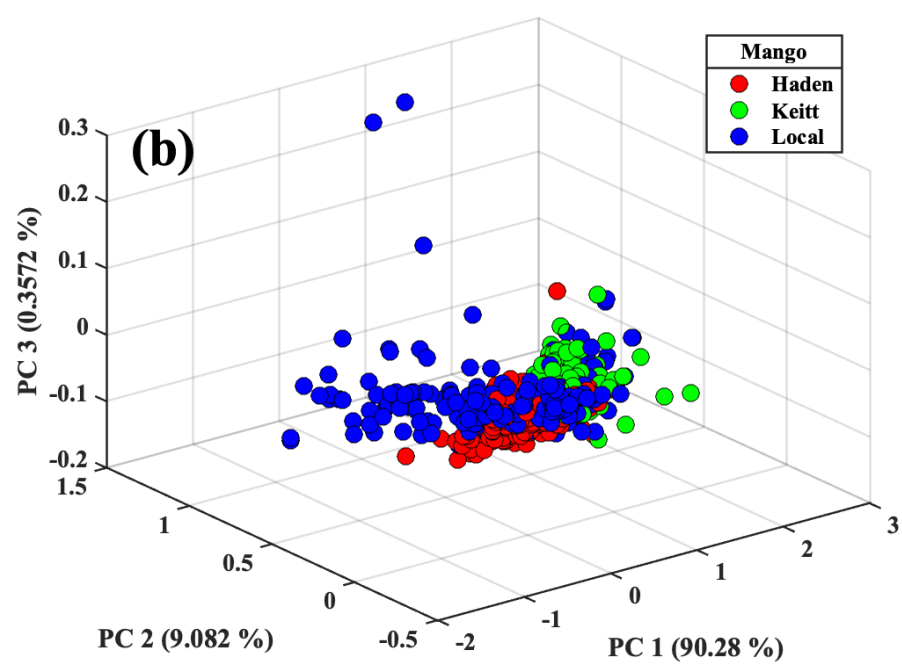 Mango
Haden
Keitt
Local
(b)
PC 3 (0.3572 %)
0.3
0.2
0.1
0
-0.1
-0.2
1.5
1
0.5
0
-0.5
PC 2 (9.082 %)
-2
-1
0
1
2
3
PC 1 (90.28 %)